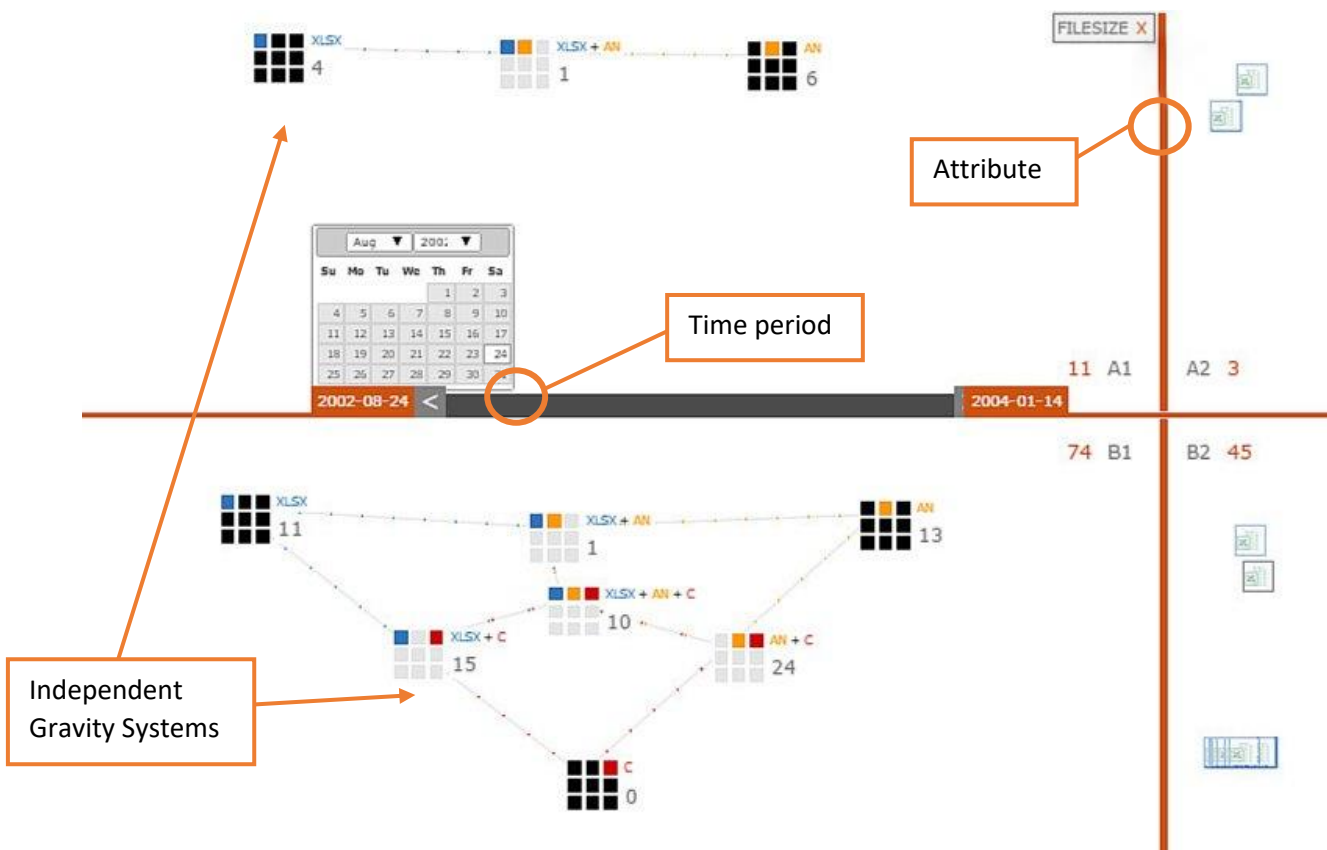 XLSX
4
XLSX + AN
1
AN
6
FILESIZE X
Attribute
Aug ▼
▼
Su Mo Tu We Th Fr Sa
1 2 3
4 5 6 7 8 9 10
11 12 13 14 15 16 17
18 19 20 21 22 23 24
25 26 27 28 29 30
Time period
2002-08-24 <
2004-01-14
11 A1
A2 3
74 B1
B2 45
XLSX
11
XLSX + AN
1
AN
13
XLSX + AN + C
10
XLSX + C
15
AN + C
24
C
0
Independent
Gravity Systems